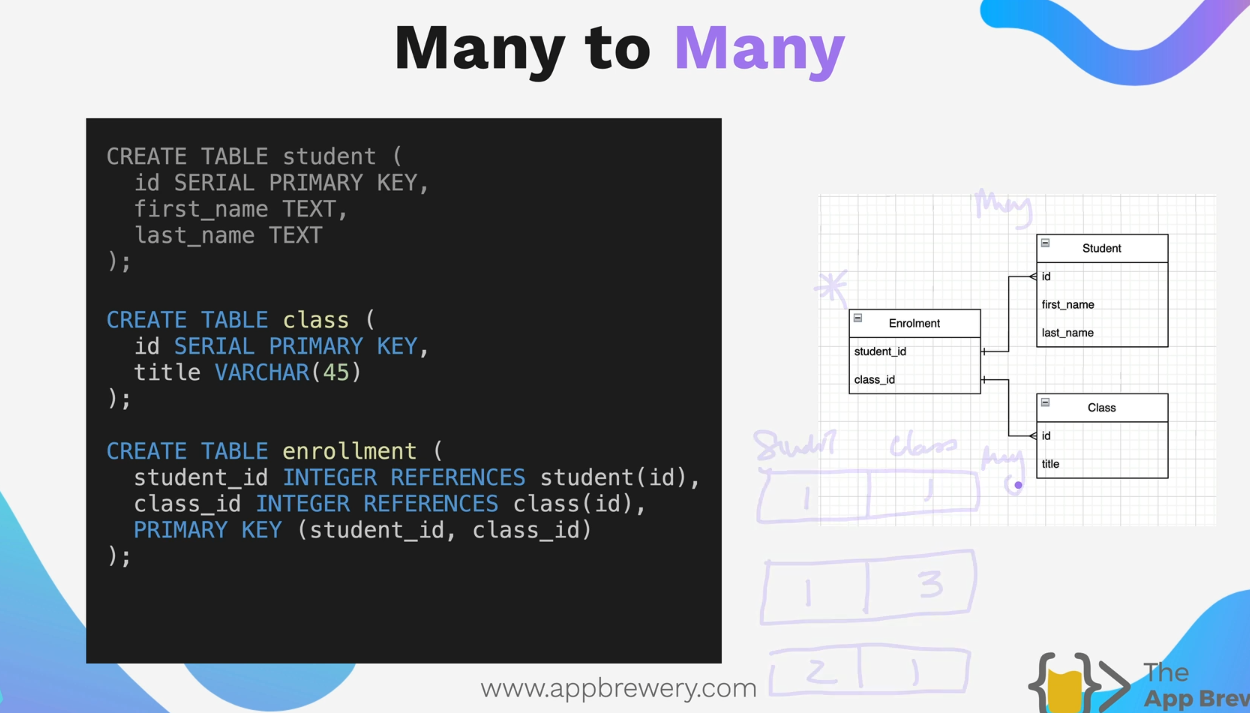 Many to Many
CREATE TABLE student (
id SERIAL PRIMARY KEY,
first_name TEXT,
last_name TEXT
);
CREATE TABLE class (
id SERIAL PRIMARY KEY,
title VARCHAR(45)
);
CREATE TABLE enrollment (
student_id INTEGER REFERENCES student(id),
class_id INTEGER REFERENCES class(id),
PRIMARY KEY (student_id, class_id)
);
Student
id
first_name
last_name
Enrolment
student_id
class_id
Class
id
title
Student class
1 1
1 3
2 1
www.appbrewery.com
The
App Brew